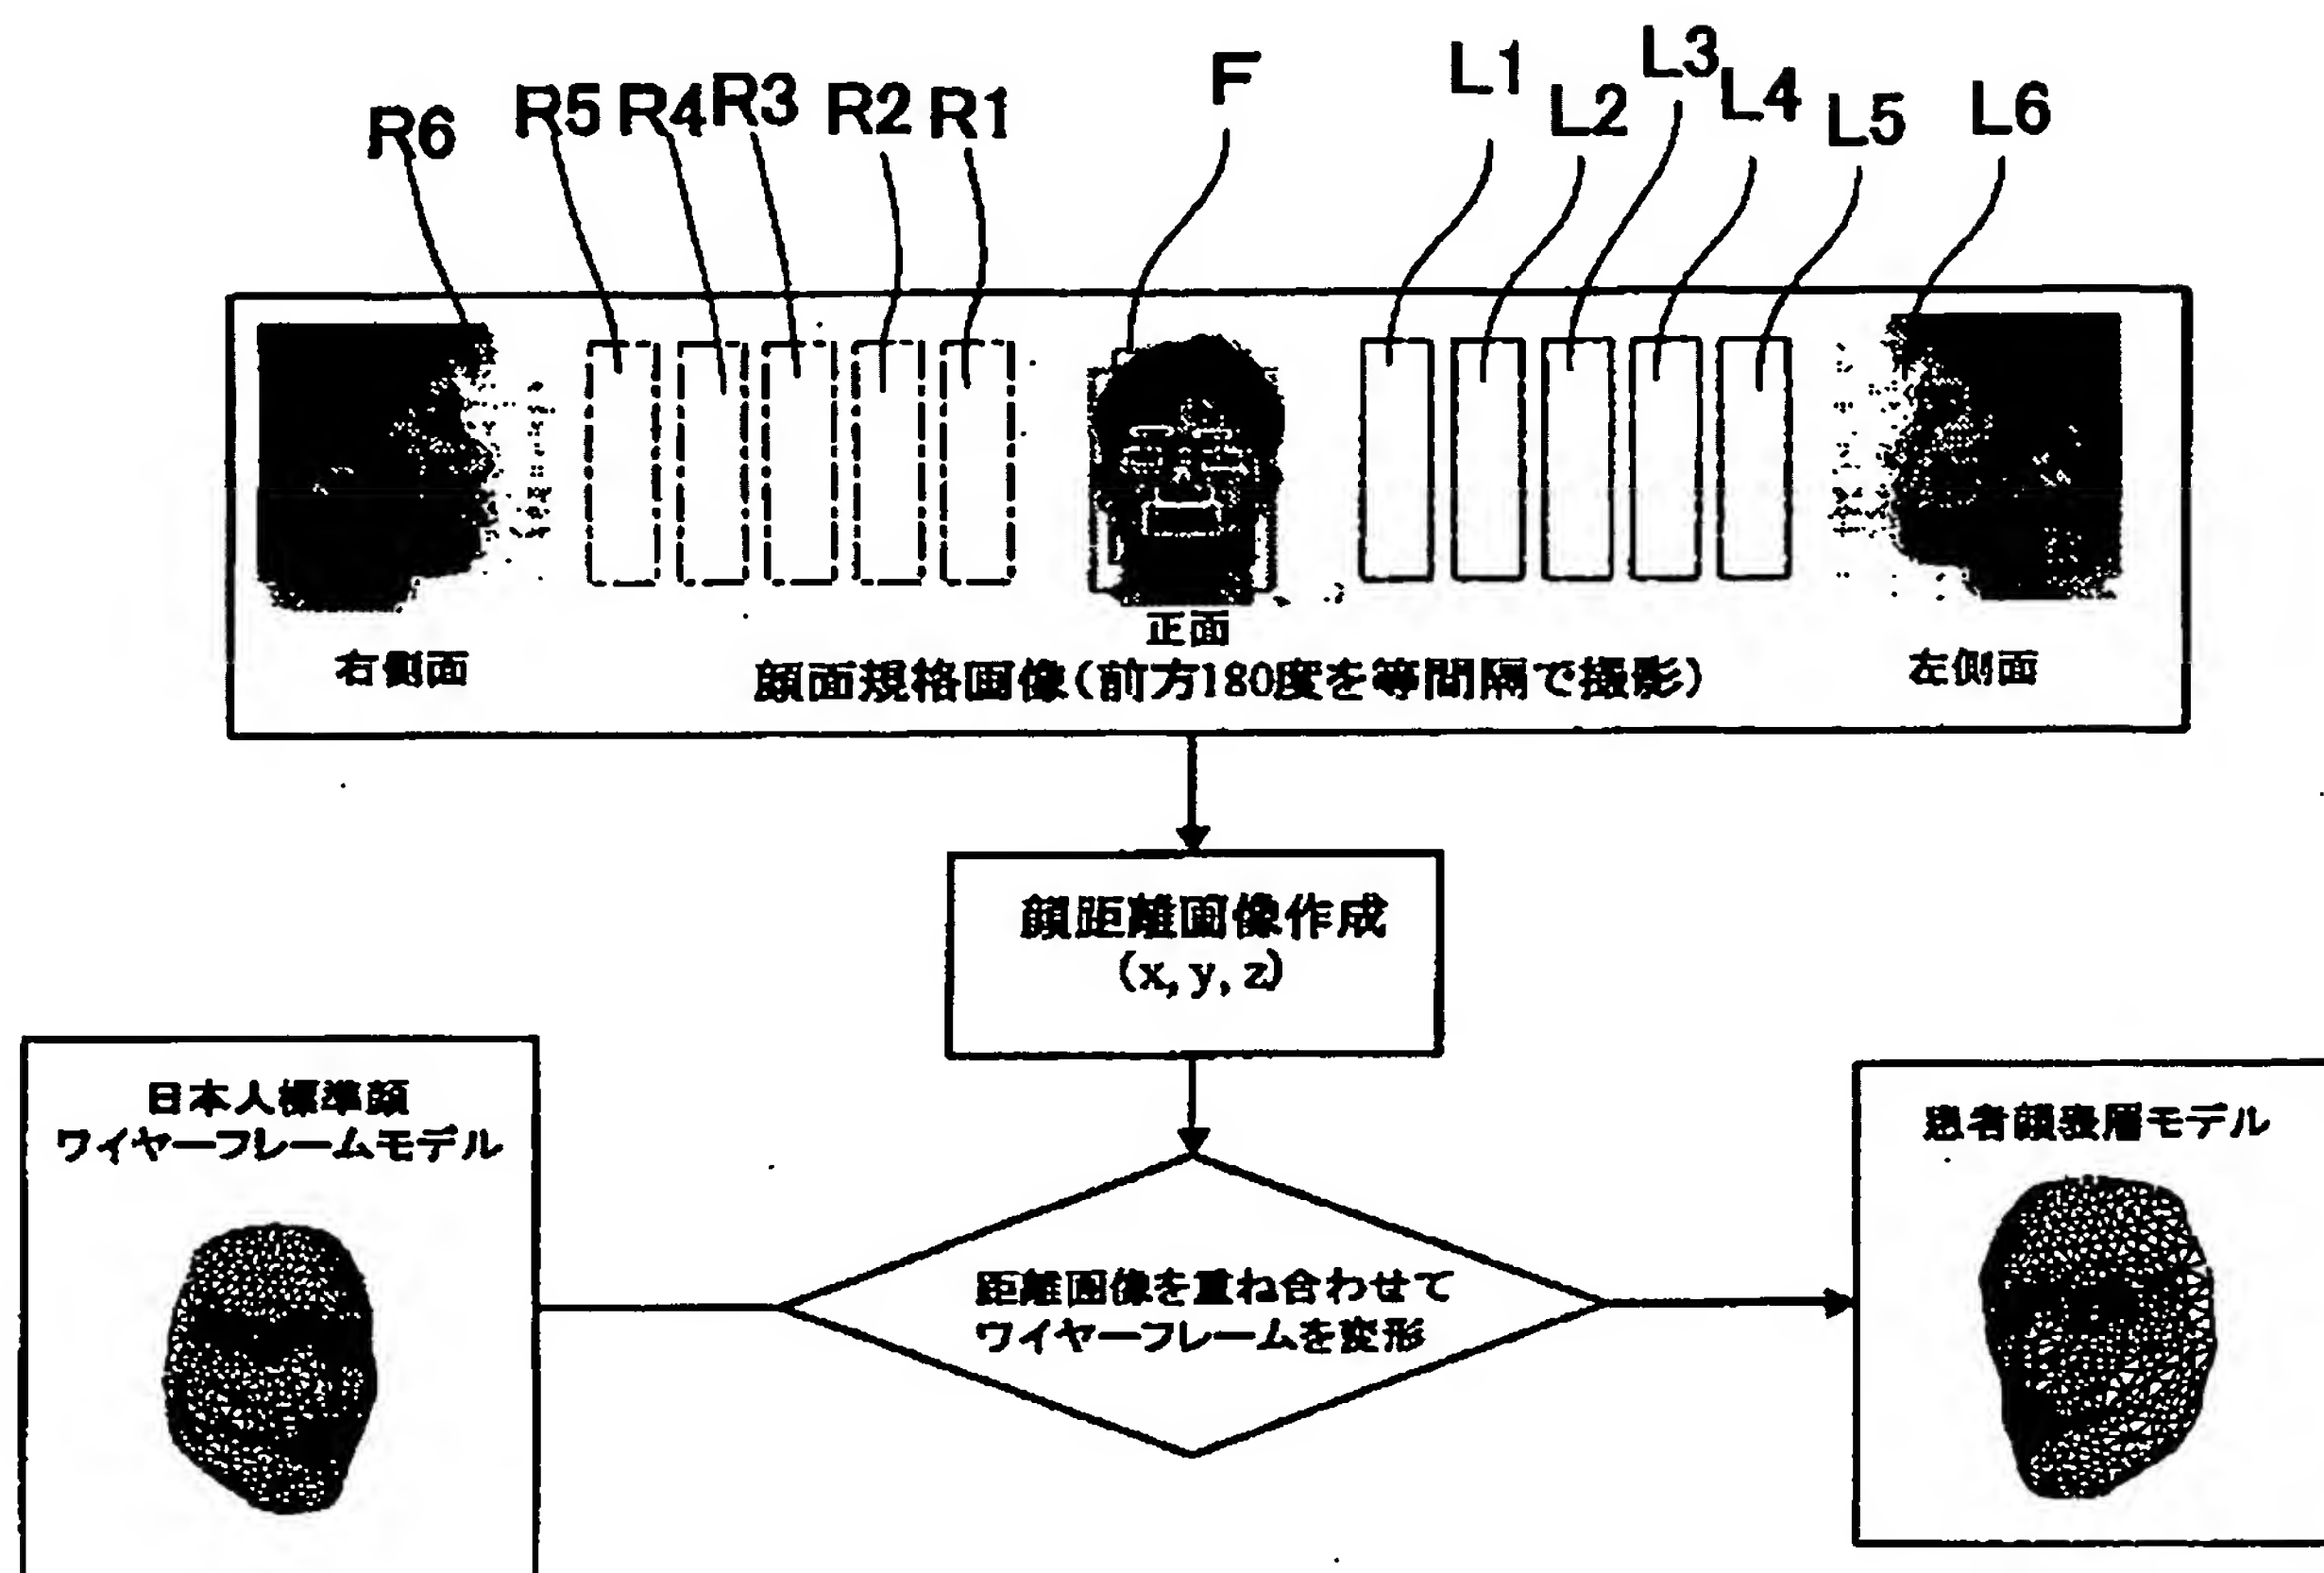 R6 R5 R4 R3 R2 R1 F L1 L2 L3 L4 L5 L6
正面
右側面
顔面規格画像(前方180度を等間隔で撮影)
左側面
顔距離画像作成
(x, y, z)
日本人標準顔
ワイヤーフレームモデル
距離画像を重ね合わせて
ワイヤーフレームを変形
患者顔表層モデル